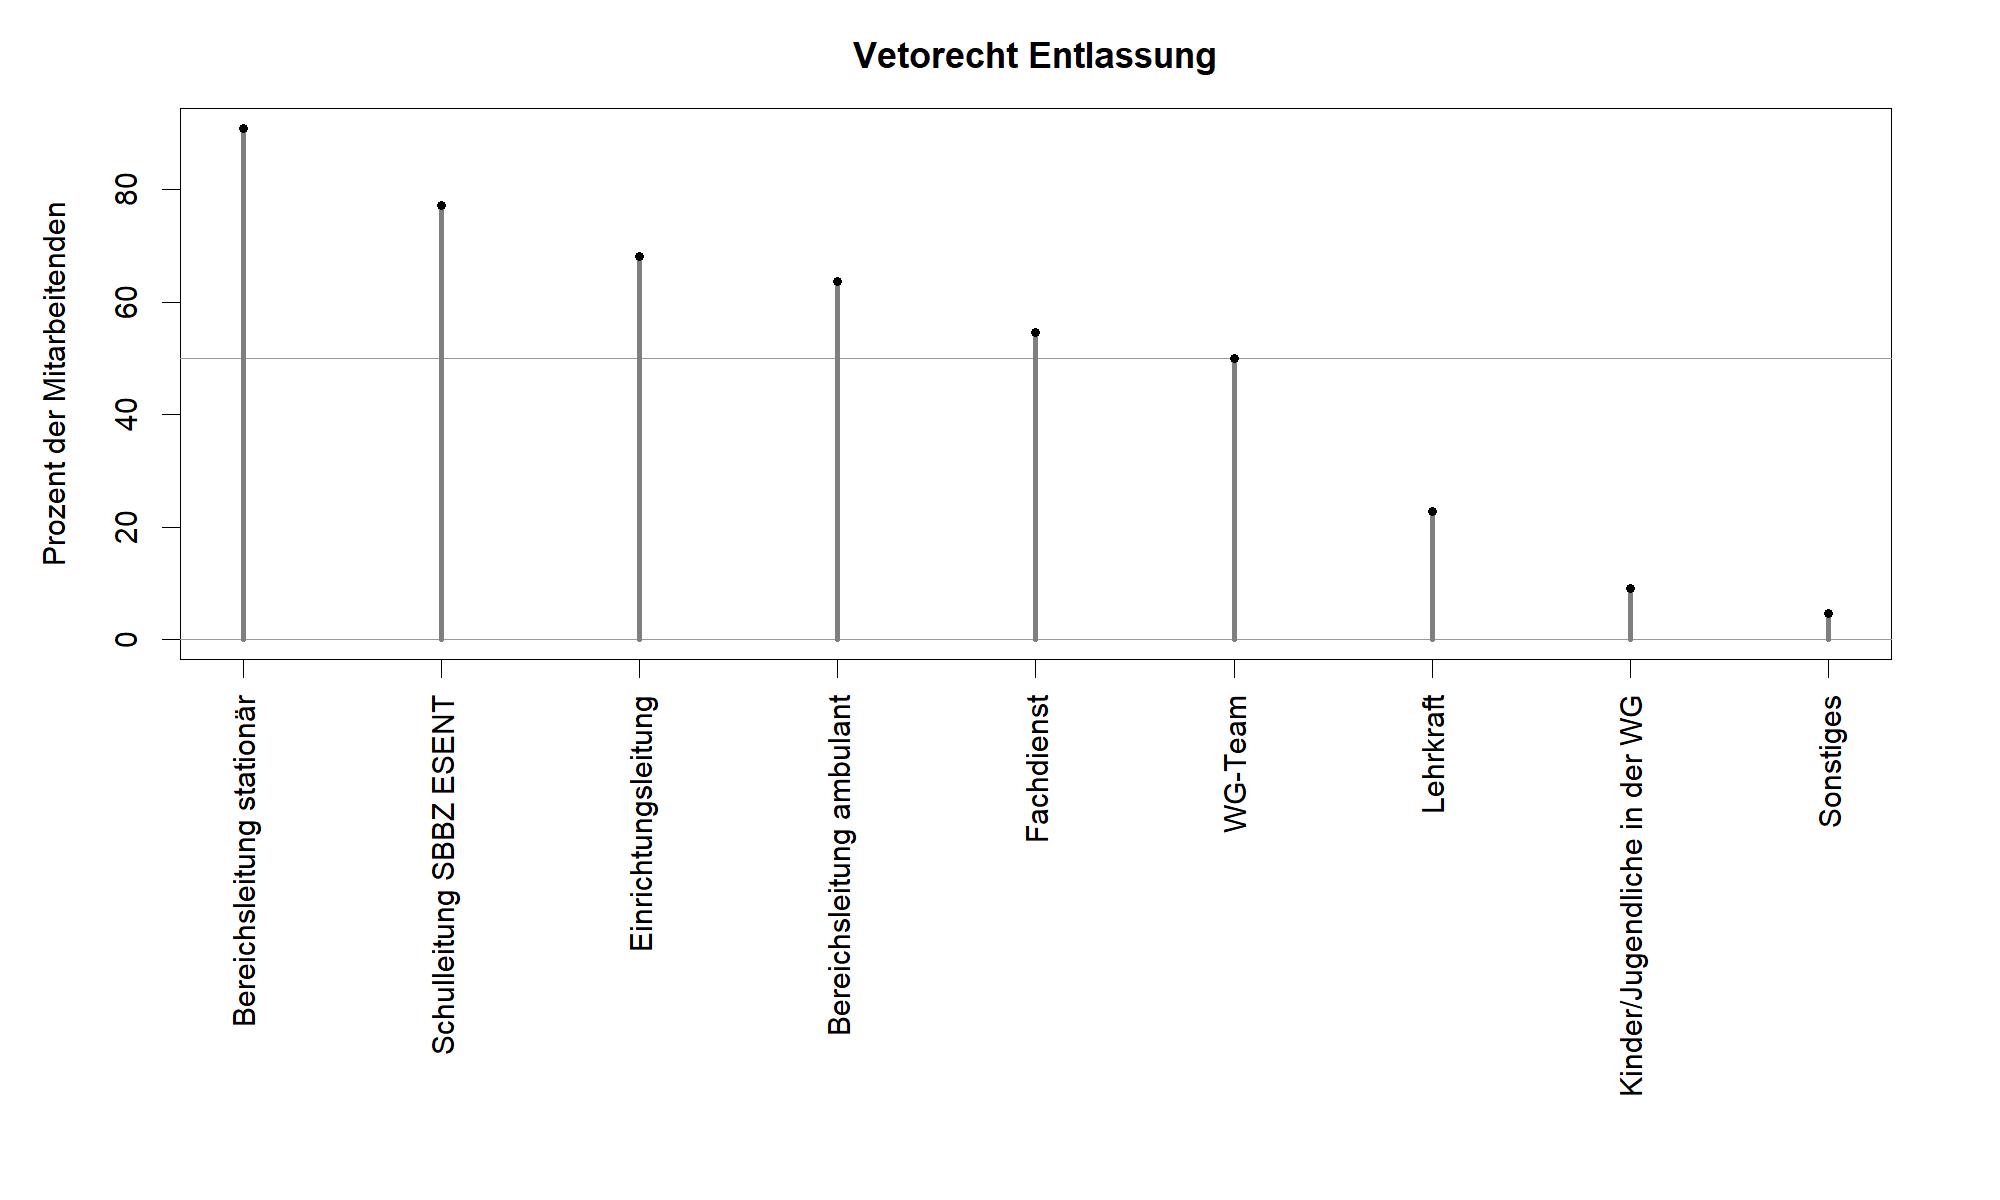 Vetorecht Entlassung
Prozent der Mitarbeitenden
80
60
40
20
0
Bereichsleitung stationär
Schulleitung SBBZ ESENT
Einrichtungsleitung
Bereichsleitung ambulant
Fachdienst
WG-Team
Lehrkraft
Kinder/Jugendliche in der WG
Sonstiges